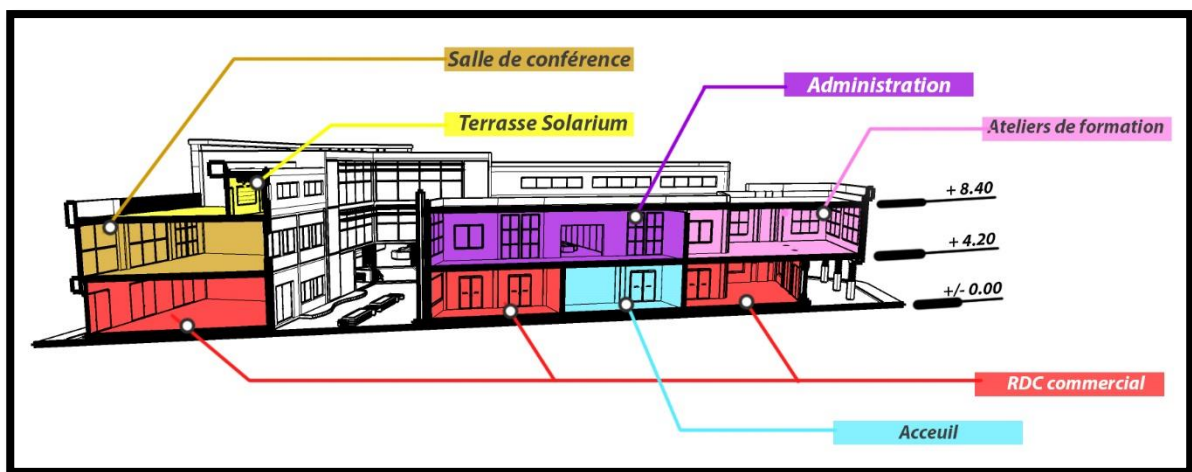 Salle de conférence
Administration
Terrasse Solarium
Ateliers de formation
+ 8.40
+ 4.20
+/- 0.00
RDC commercial
Acceuil